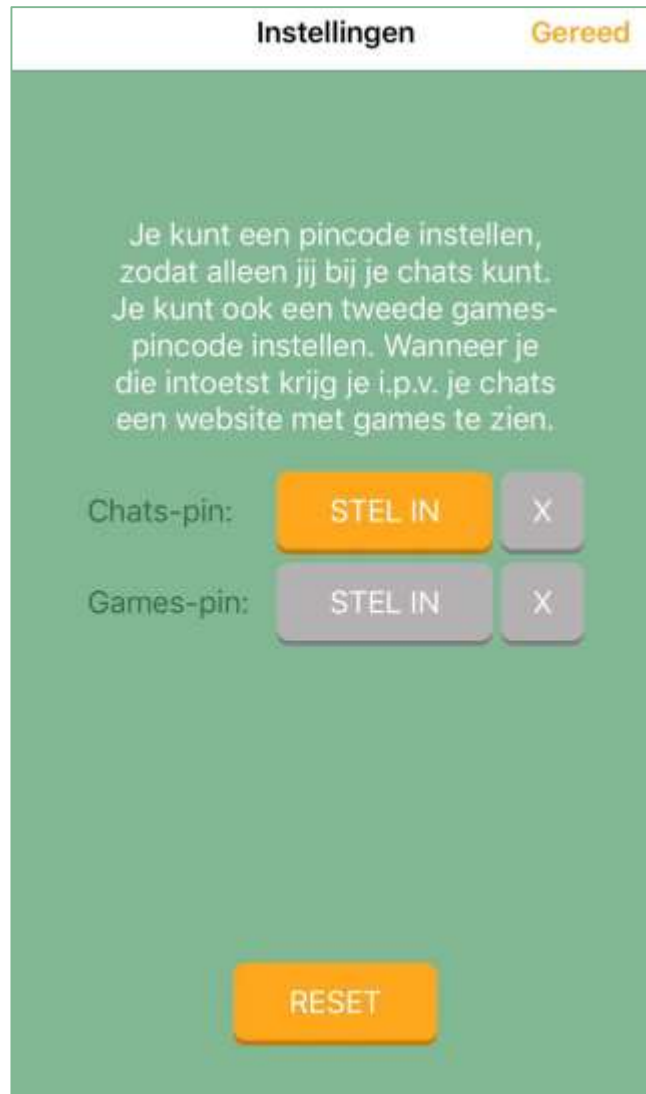 Instellingen Gereed
Je kunt een pincode instellen,
zodat alleen jij bij je chats kunt.
Je kunt ook een tweede games-
pincode instellen. Wanneer je
die intoetst krijg je i.p.v. je chats
een website met games te zien.
Chats-pin: STEL IN X
Games-pin: STEL IN X
RESET